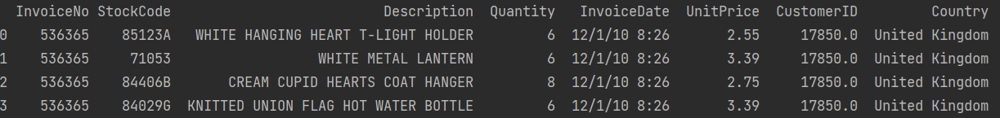 InvoiceNo StockCode Description Quantity InvoiceDate UnitPrice CustomerID Country
0 536365 85123A WHITE HANGING HEART T-LIGHT HOLDER 6 12/1/10 8:26 2.55 17850.0 United Kingdom
1 536365 71053 WHITE METAL LANTERN 6 12/1/10 8:26 3.39 17850.0 United Kingdom
2 536365 84406B CREAM CUPID HEARTS COAT HANGER 8 12/1/10 8:26 2.75 17850.0 United Kingdom
3 536365 84029G KNITTED UNION FLAG HOT WATER BOTTLE 6 12/1/10 8:26 3.39 17850.0 United Kingdom